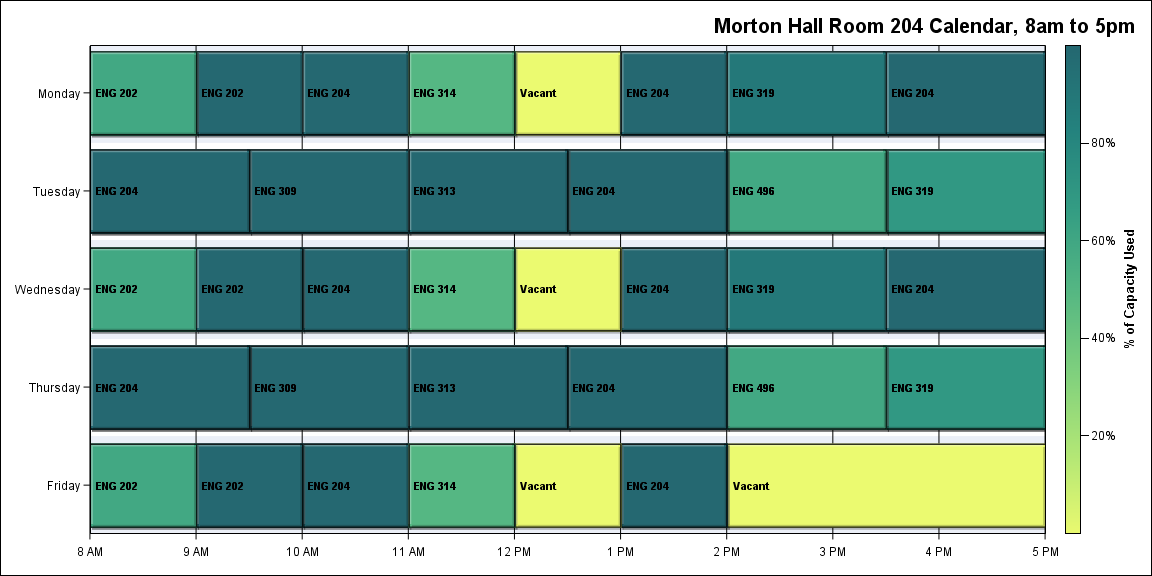 Morton Hall Room 204 Calendar, 8am to 5pm
Monday
ENG 202
ENG 202
ENG 204
ENG 314
Vacant
ENG 204
ENG 319
ENG 204
Tuesday
ENG 204
ENG 309
ENG 313
ENG 204
ENG 496
ENG 319
Wednesday
ENG 202
ENG 202
ENG 204
ENG 314
Vacant
ENG 204
ENG 319
ENG 204
Thursday
ENG 204
ENG 309
ENG 313
ENG 204
ENG 496
ENG 319
Friday
ENG 202
ENG 202
ENG 204
ENG 314
Vacant
ENG 204
Vacant
8 AM
9 AM
10 AM
11 AM
12 PM
1 PM
2 PM
3 PM
4 PM
5 PM
80%
60%
40%
20%
% of Capacity Used